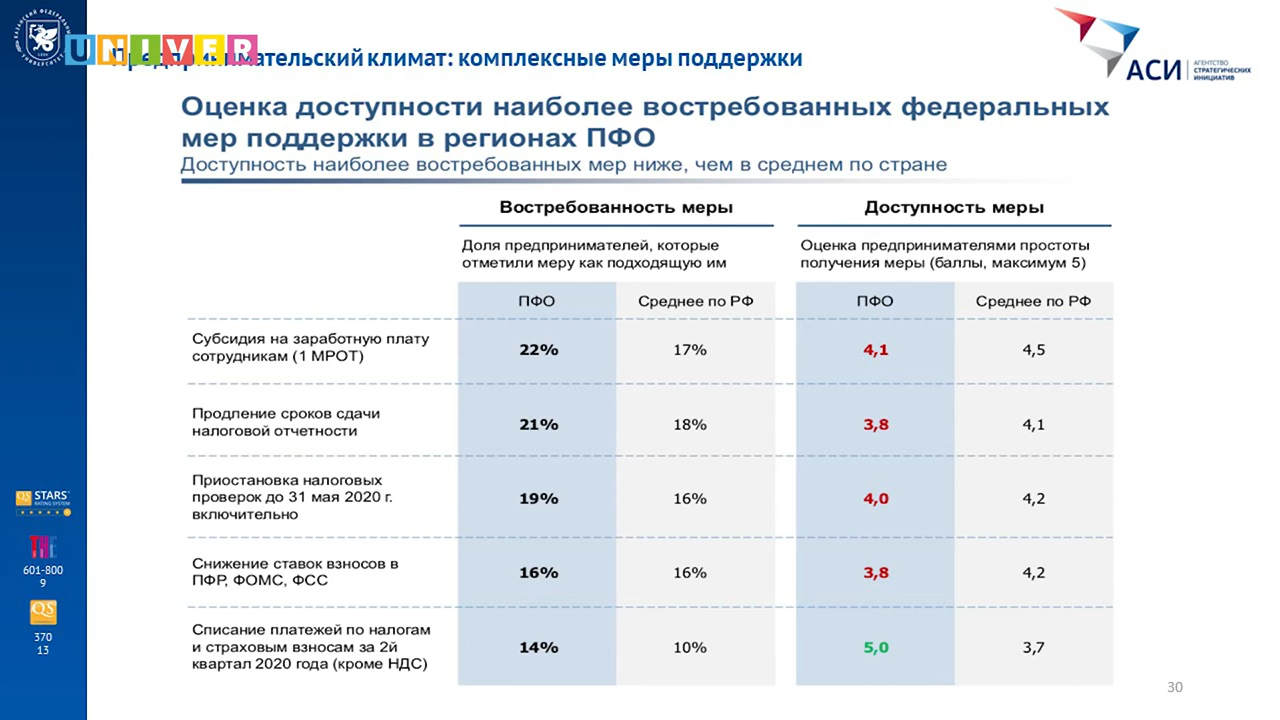 UNIVER
Предпринимательский климат: комплексные меры поддержки
АСИ
АГЕНТСТВО
СТРАТЕГИЧЕСКИХ
ИНИЦИАТИВ
Оценка доступности наиболее востребованных федеральных
мер поддержки в регионах ПФО
Доступность наиболее востребованных мер ниже, чем в среднем по стране
Востребованность меры
Доступность меры
Доля предпринимателей, которые
отметили меру как подходящую им
Оценка предпринимателями простоты
получения меры (баллы, максимум 5)
ПФО Среднее по РФ ПФО Среднее по РФ
Субсидия на заработную плату
сотрудникам (1 МРОТ)
22% 17% 4,1 4,5
Продление сроков сдачи
налоговой отчетности
21% 18% 3,8 4,1
Приостановка налоговых
проверок до 31 мая 2020 г.
включительно
19% 16% 4,0 4,2
Снижение ставок взносов в
ПФР, ФОМС, ФСС
16% 16% 3,8 4,2
Списание платежей по налогам
и страховым взносам за 2й
квартал 2020 года (кроме НДС)
14% 10% 5,0 3,7
QS STARS
RATING SYSTEM
THE
601-800
9
QS
370
13
30